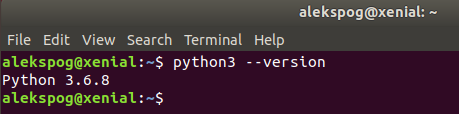 alekspog@xenial: ~
File Edit View Search Terminal Help
alekspog@xenial:~$ python3 --version
Python 3.6.8
alekspog@xenial:~$